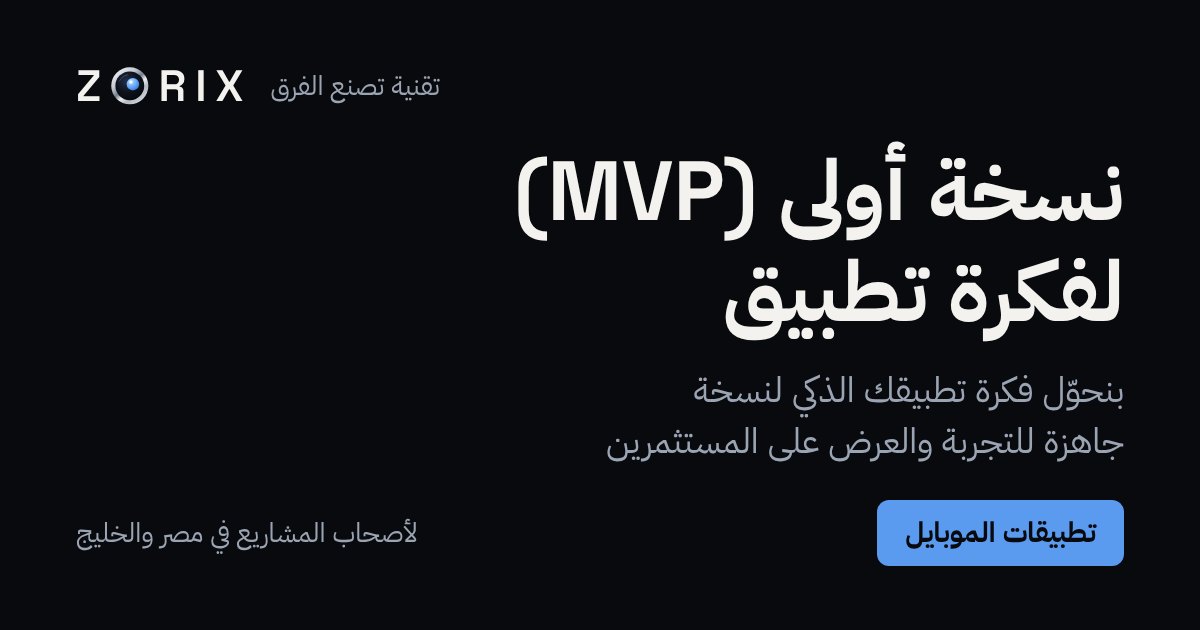 ZORIX تقنية تصنع الفرق
نسخة أولى (MVP)
لفكرة تطبيق
بنحوّل فكرة تطبيقك الذكي لنسخة
جاهزة للتجربة والعرض على المستثمرين
تطبيقات الموبايل
لأصحاب المشاريع في مصر والخليج